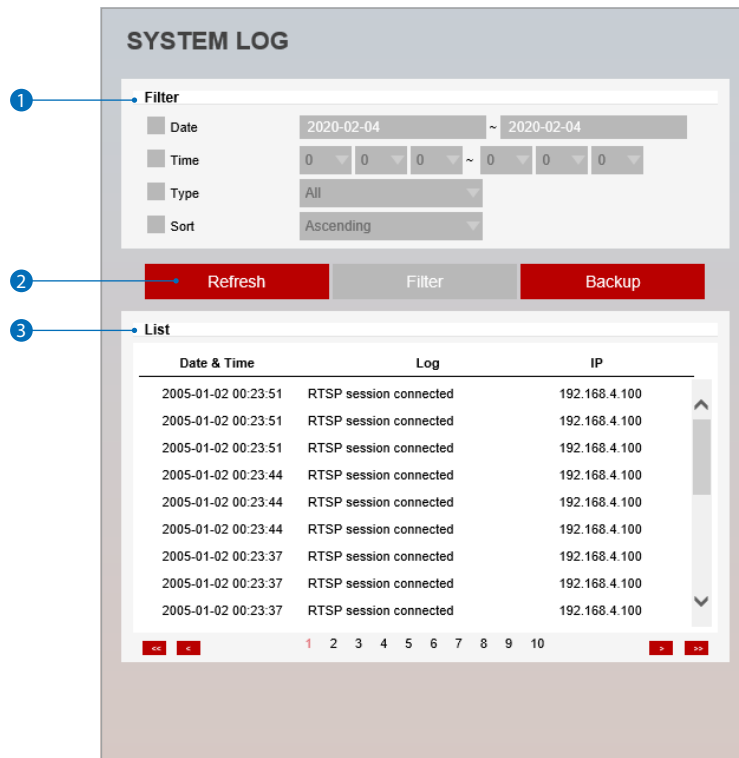 SYSTEM LOG
1
Filter
Date 2020-02-04 ~ 2020-02-04
Time 0 0 0 ~ 0 0 0
Type All
Sort Ascending
2
Refresh Filter Backup
3
List
Date & Time Log IP
2005-01-02 00:23:51 RTSP session connected 192.168.4.100
2005-01-02 00:23:51 RTSP session connected 192.168.4.100
2005-01-02 00:23:51 RTSP session connected 192.168.4.100
2005-01-02 00:23:44 RTSP session connected 192.168.4.100
2005-01-02 00:23:44 RTSP session connected 192.168.4.100
2005-01-02 00:23:44 RTSP session connected 192.168.4.100
2005-01-02 00:23:37 RTSP session connected 192.168.4.100
2005-01-02 00:23:37 RTSP session connected 192.168.4.100
2005-01-02 00:23:37 RTSP session connected 192.168.4.100
<< < 1 2 3 4 5 6 7 8 9 10 > >>